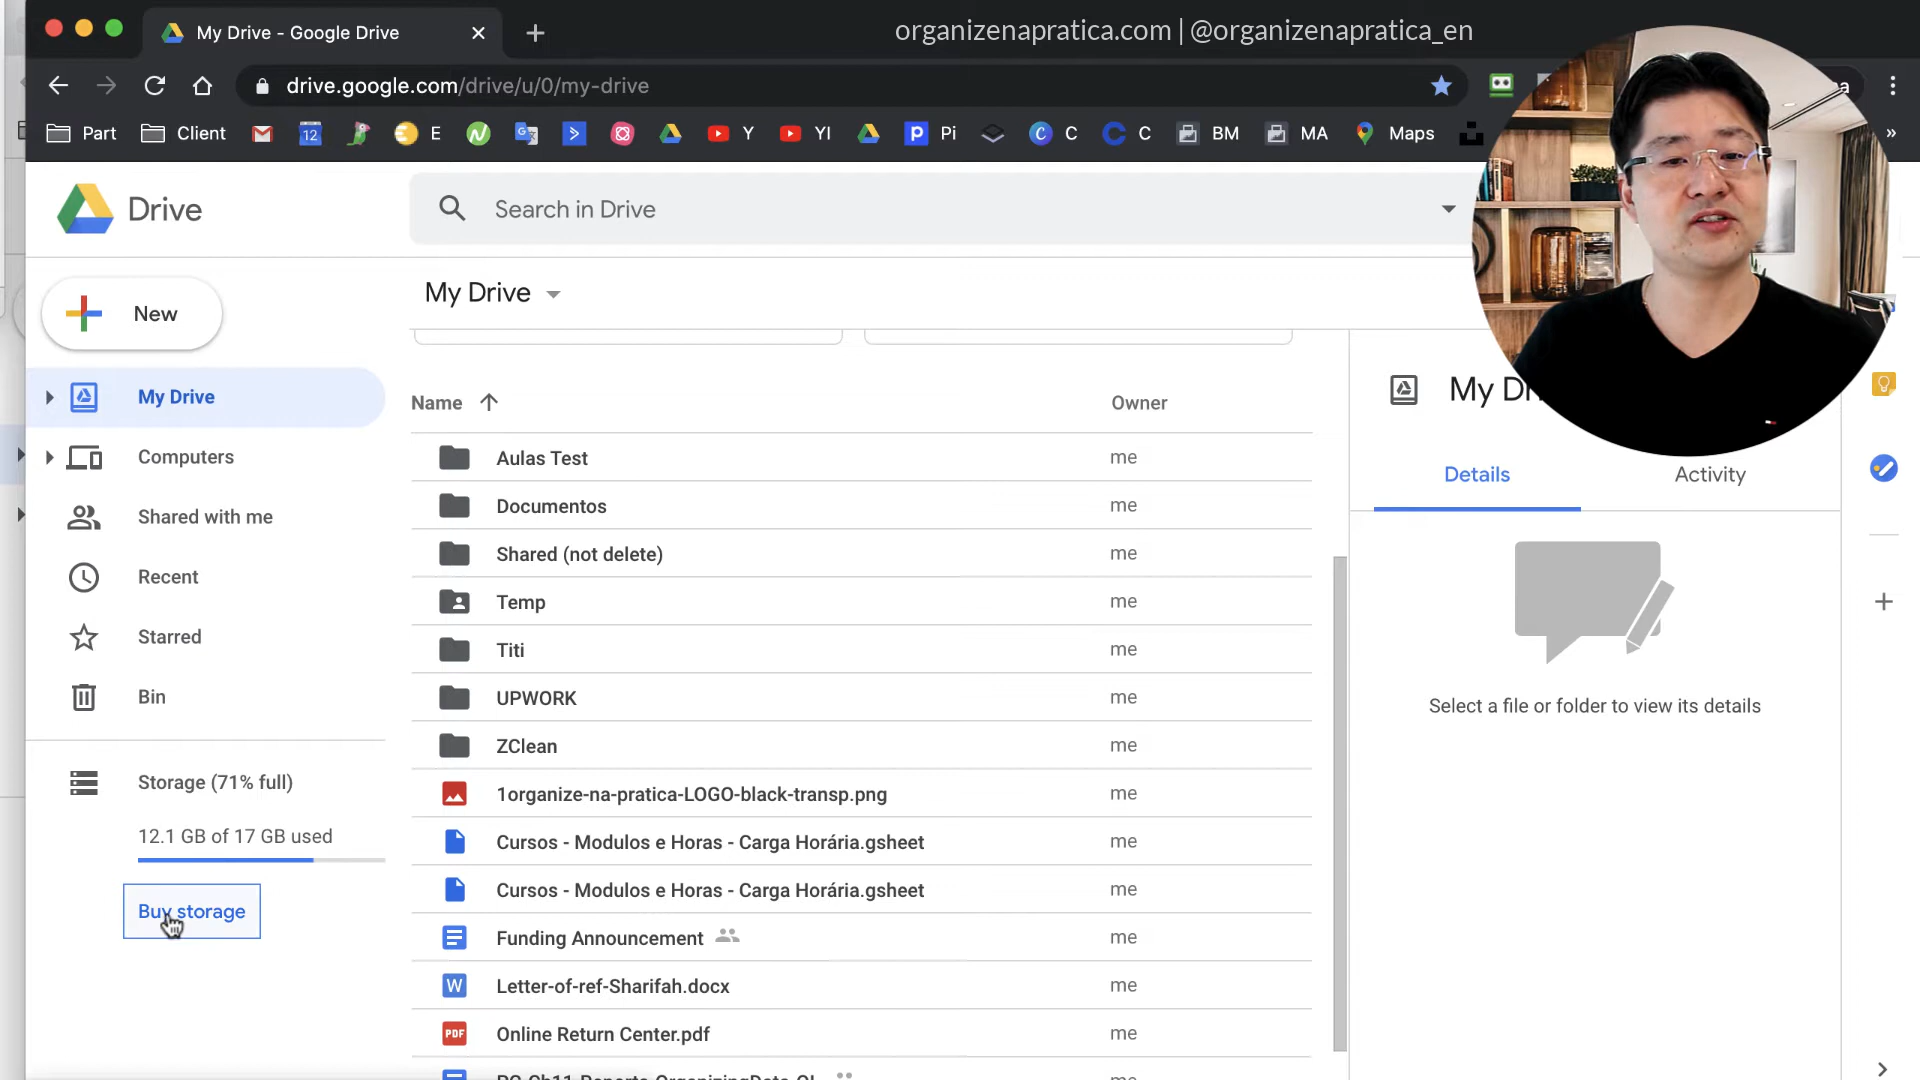 My Drive - Google Drive
organizenapratica.com | @organizenapratica_en
drive.google.com/drive/u/0/my-drive
a
Part
Client
12
E
Y
YI
Pi
C
C
BM
MA
Maps
»
Drive
Search in Drive
New
My Drive
My Drive
Computers
Shared with me
Recent
Starred
Bin
Storage (71% full)
12.1 GB of 17 GB used
Buy storage
Name
Owner
Aulas Test me
Documentos me
Shared (not delete) me
Temp me
Titi me
UPWORK me
ZClean me
1organize-na-pratica-LOGO-black-transp.png me
Cursos - Modulos e Horas - Carga Horária.gsheet me
Cursos - Modulos e Horas - Carga Horária.gsheet me
Funding Announcement me
W Letter-of-ref-Sharifah.docx me
PDF Online Return Center.pdf me
me
My
Details
Activity
Select a file or folder to view its details